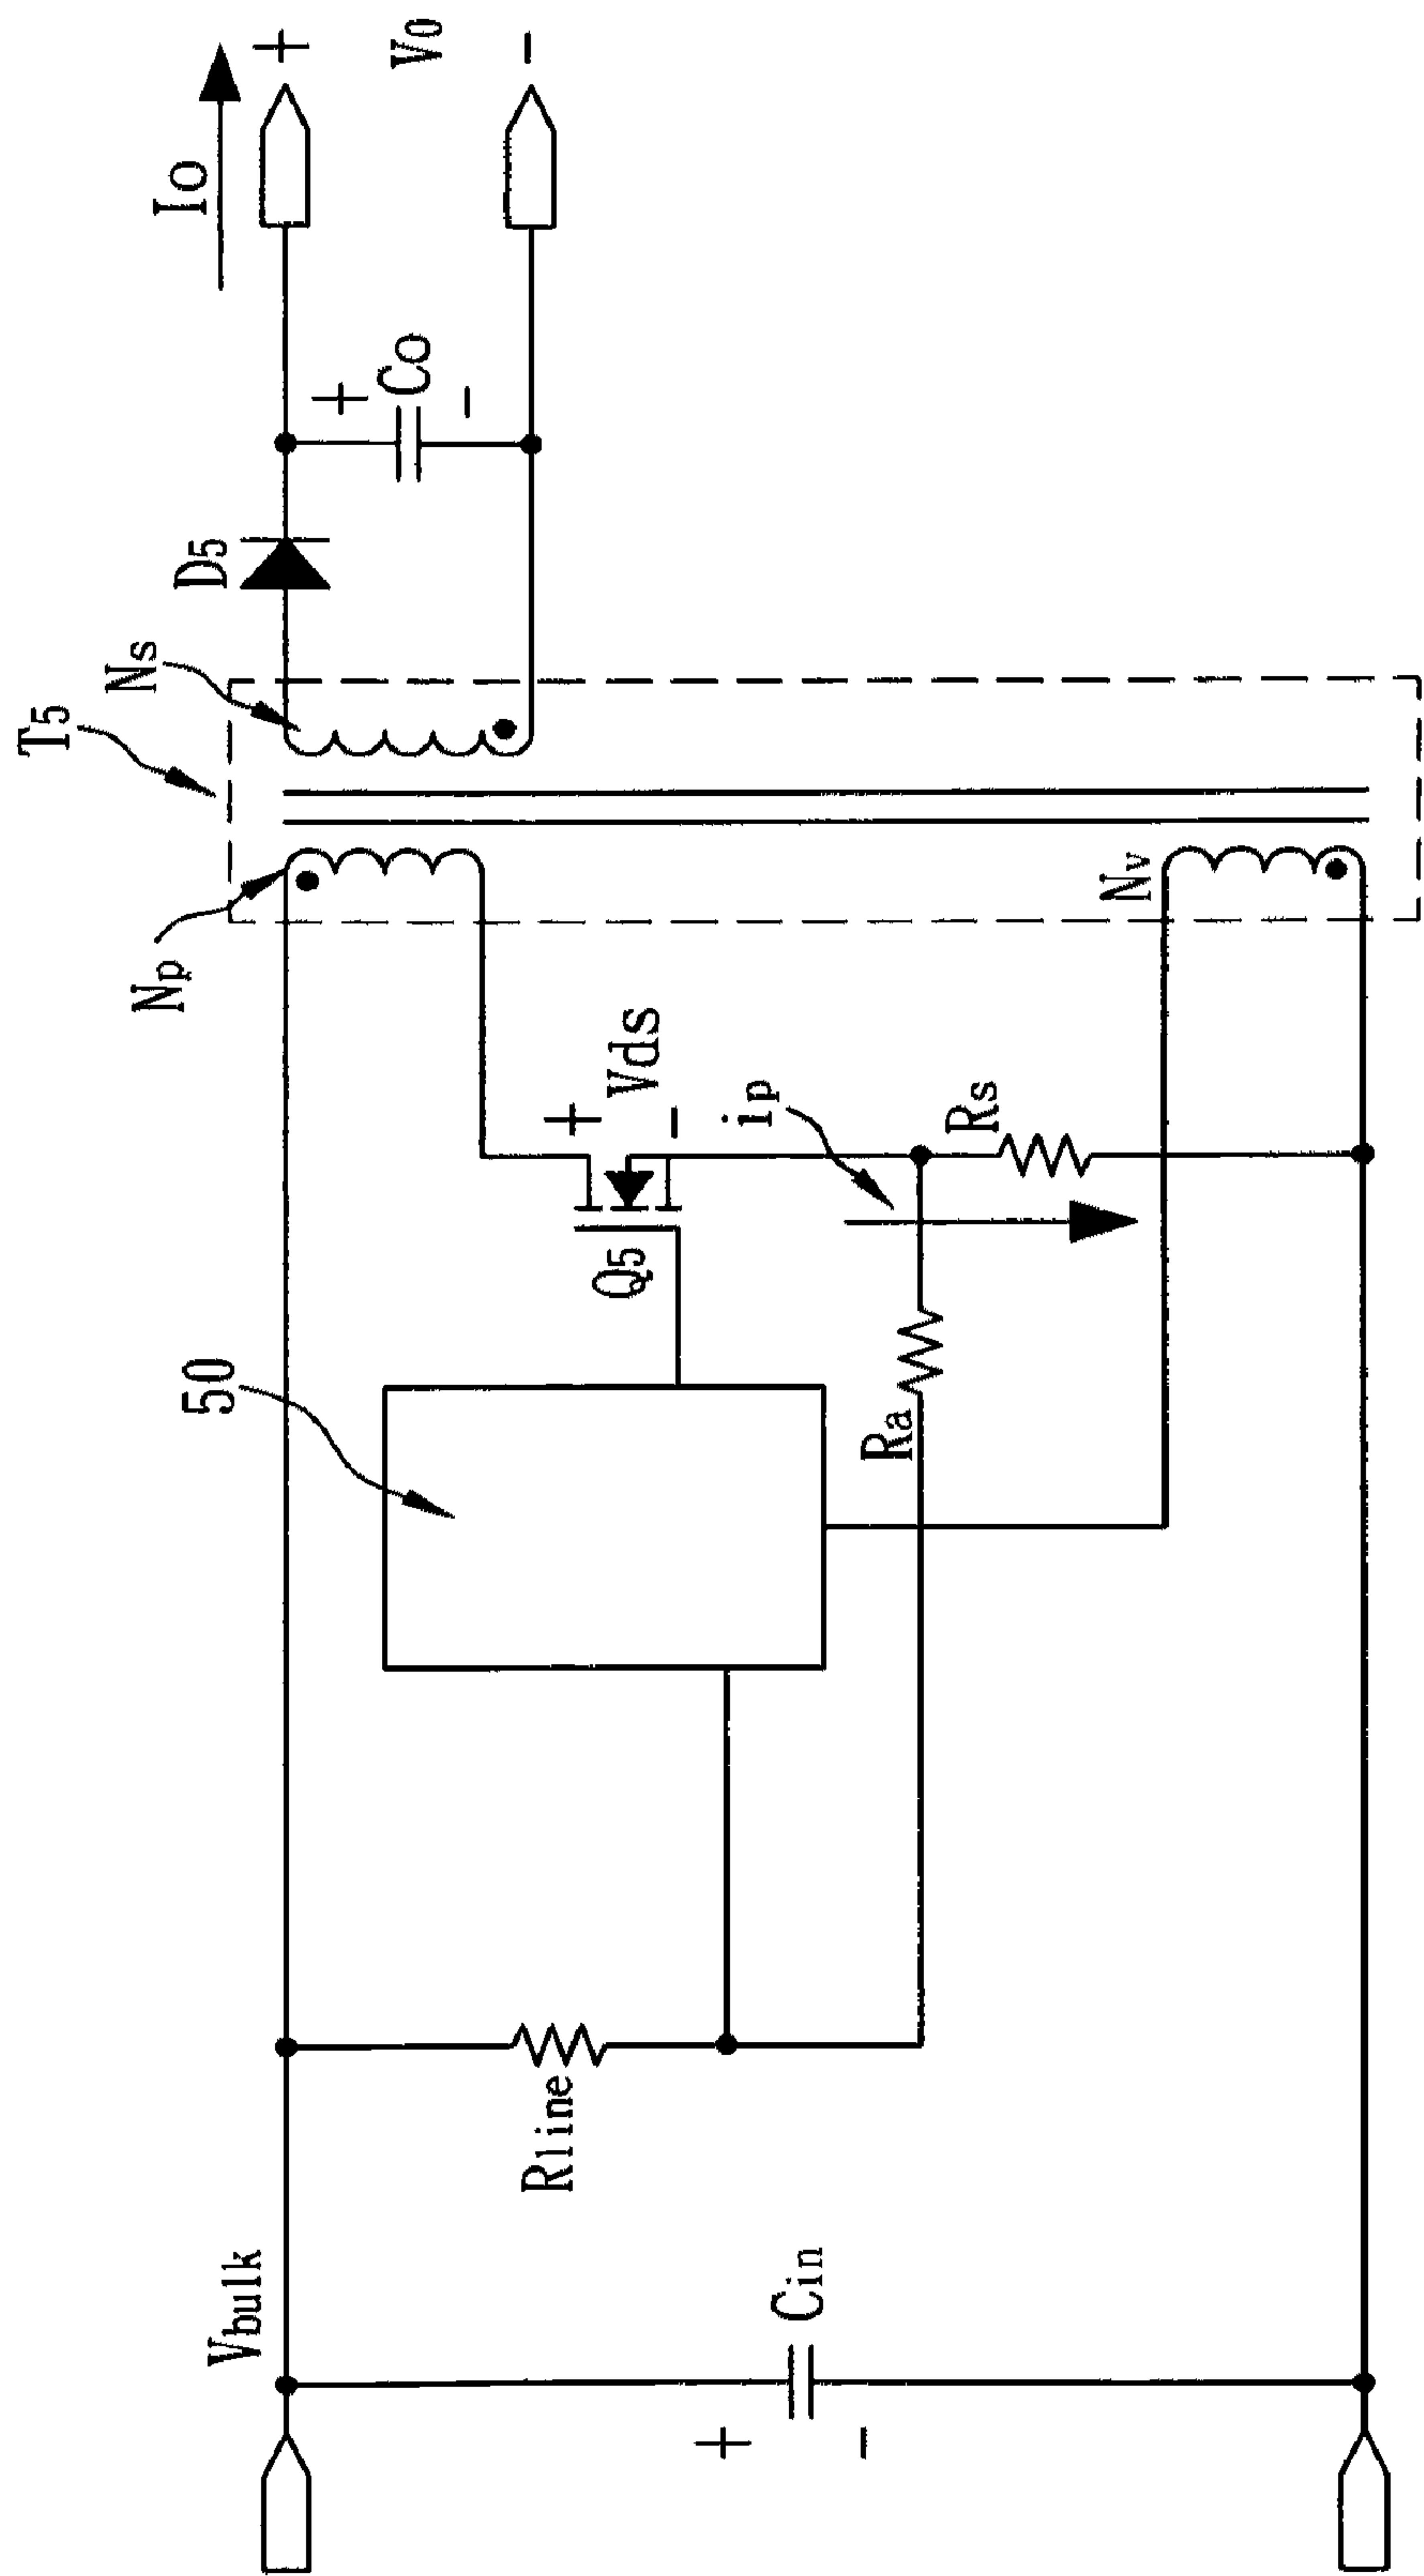 Io
+
Vo
-
D5
+
Co
-
T5
Ns
Np
Nv
+
Vds
-
ip
Rs
Q5
50
Ra
Rline
Vbulk
+
Cin
-